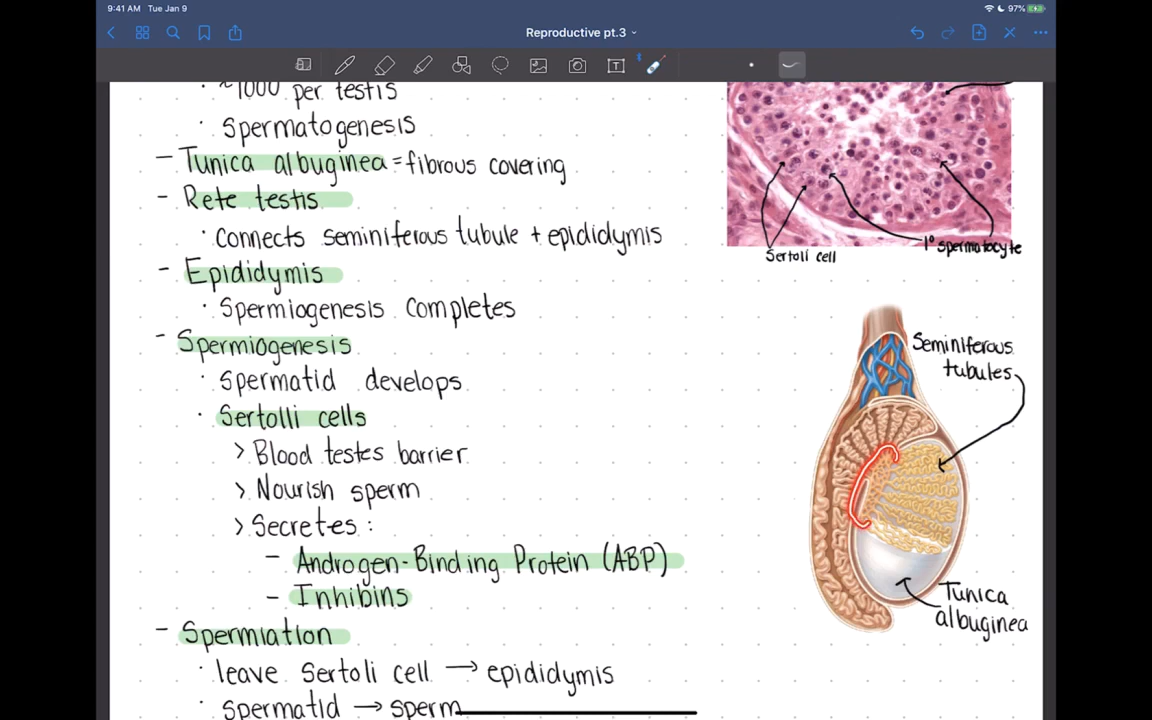 9:41 AM Tue Jan 9
97%
Reproductive pt.3
~1000 per testis
· Spermatogenesis
- Tunica albuginea = fibrous covering
- Rete testis
· Connects seminiferous tubule + epididymis
- Epididymis
· Spermiogenesis completes
- Spermiogenesis
· Spermatid develops
· Sertolli cells
> Blood testes barrier
> Nourish sperm
> Secretes:
- Androgen-Binding Protein (ABP)
- Inhibins
- Spermiation
· leave Sertoli cell → epididymis
· spermatid → sperm
Sertoli cell
1° spermatocyte
Seminiferous
tubules
Tunica
albuginea